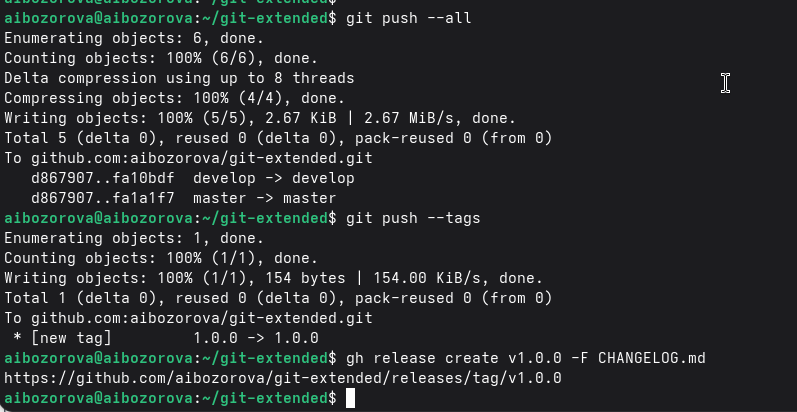 aibozorova@aibozorova:~/git-extended$ git push --all
Enumerating objects: 6, done.
Counting objects: 100% (6/6), done.
Delta compression using up to 8 threads
Compressing objects: 100% (4/4), done.
Writing objects: 100% (5/5), 2.67 KiB | 2.67 MiB/s, done.
Total 5 (delta 0), reused 0 (delta 0), pack-reused 0 (from 0)
To github.com:aibozorova/git-extended.git
   d867907..fa10bdf  develop -> develop
   d867907..fa1a1f7  master -> master
aibozorova@aibozorova:~/git-extended$ git push --tags
Enumerating objects: 1, done.
Counting objects: 100% (1/1), done.
Writing objects: 100% (1/1), 154 bytes | 154.00 KiB/s, done.
Total 1 (delta 0), reused 0 (delta 0), pack-reused 0 (from 0)
To github.com:aibozorova/git-extended.git
 * [new tag]         1.0.0 -> 1.0.0
aibozorova@aibozorova:~/git-extended$ gh release create v1.0.0 -F CHANGELOG.md
https://github.com/aibozorova/git-extended/releases/tag/v1.0.0
aibozorova@aibozorova:~/git-extended$